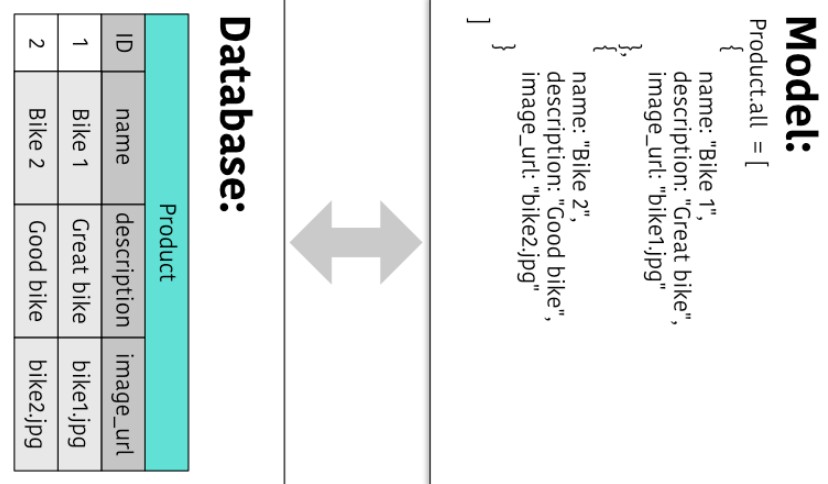 Model:
Product.all = [
{
name: "Bike 1",
description: "Great bike",
image_url: "bike1.jpg"
},
{
name: "Bike 2",
description: "Good bike",
image_url: "bike2.jpg"
}
]
Database:
Product
ID name description image_url
1 Bike 1 Great bike bike1.jpg
2 Bike 2 Good bike bike2.jpg